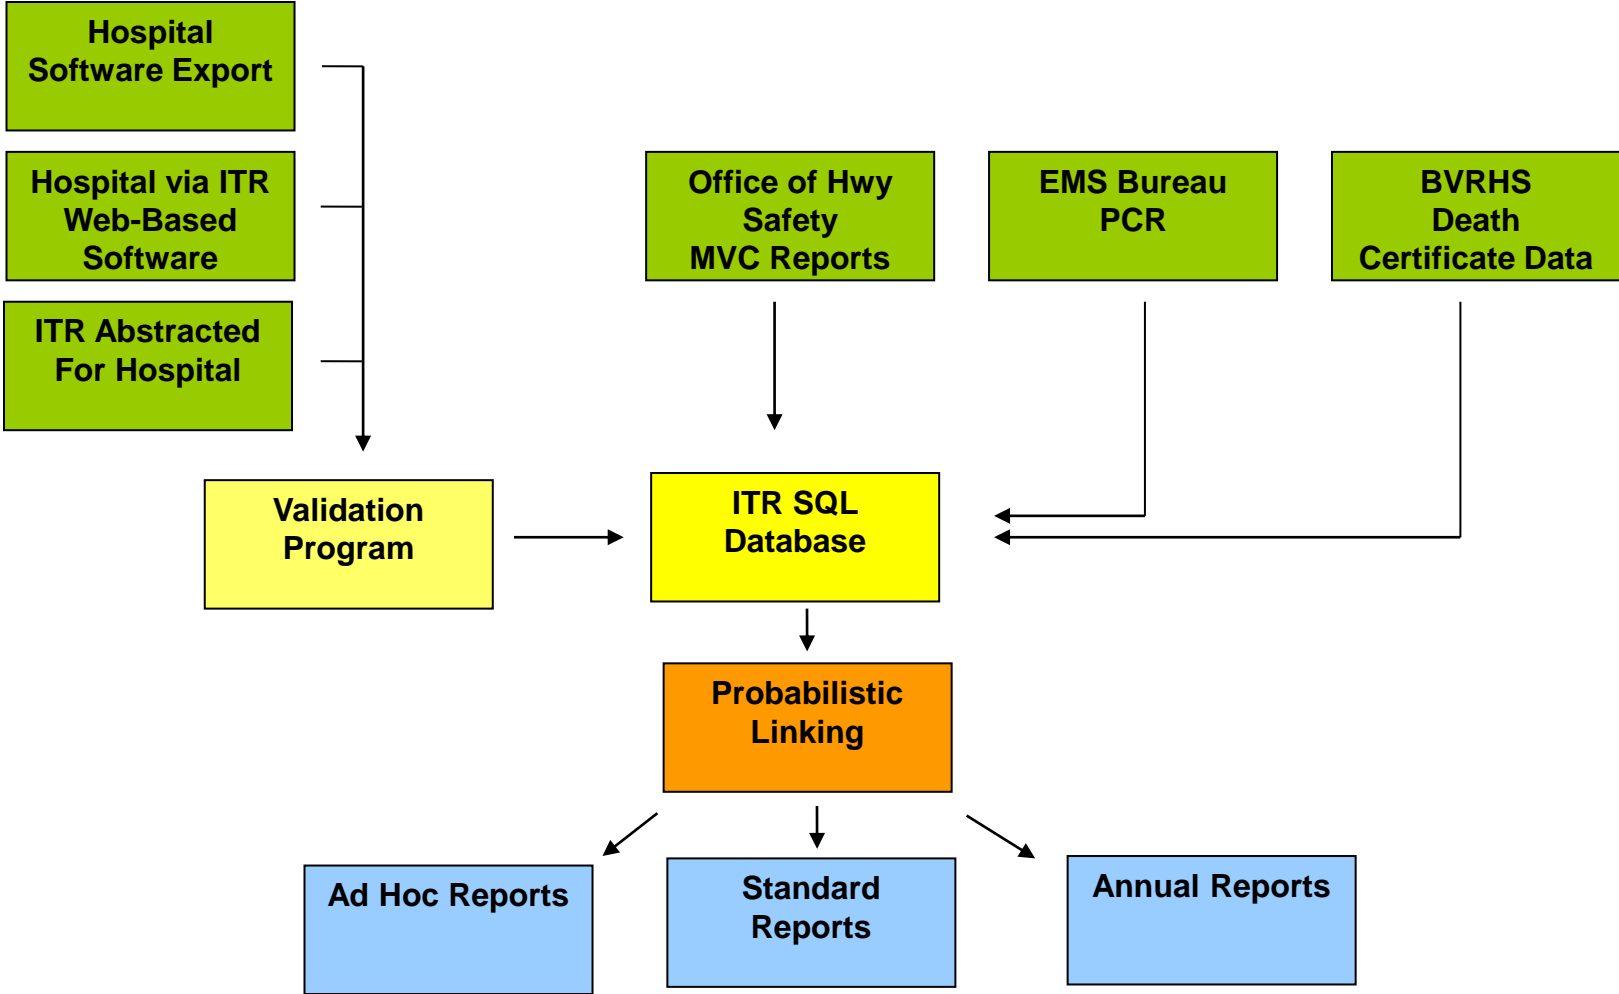 Hospital
Software Export
Hospital via ITR
Web-Based
Software
ITR Abstracted
For Hospital
Office of Hwy
Safety
MVC Reports
EMS Bureau
PCR
BVRHS
Death
Certificate Data
Validation
Program
ITR SQL
Database
Probabilistic
Linking
Ad Hoc Reports
Standard
Reports
Annual Reports